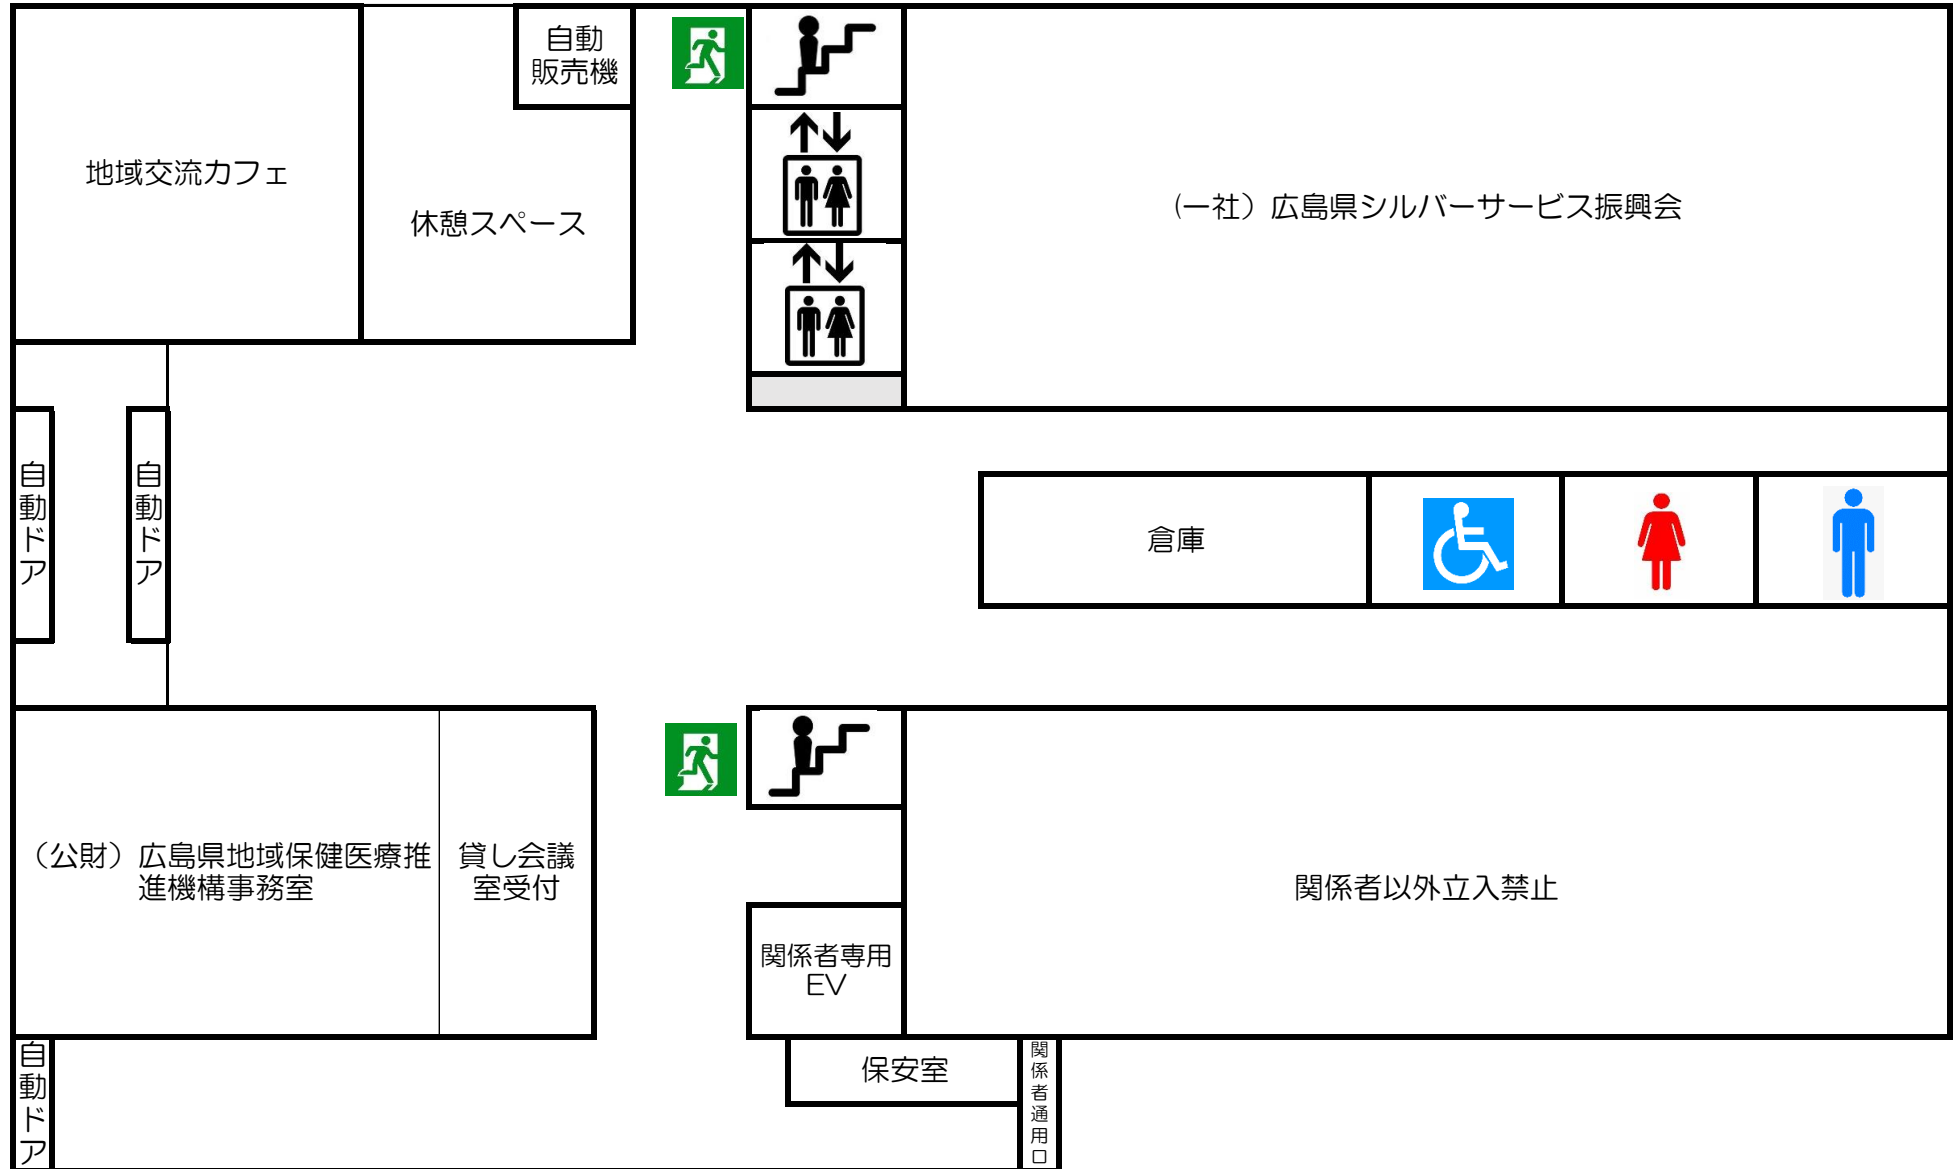 自動
販売機
地域交流カフェ
休憩スペース
(一社）広島県シルバーサービス振興会
自動ドア
自動ドア
倉庫
（公財）広島県地域保健医療推
進機構事務室
貸し会議
室受付
関係者以外立入禁止
関係者専用
EV
自動ドア
保安室
関係者通用口